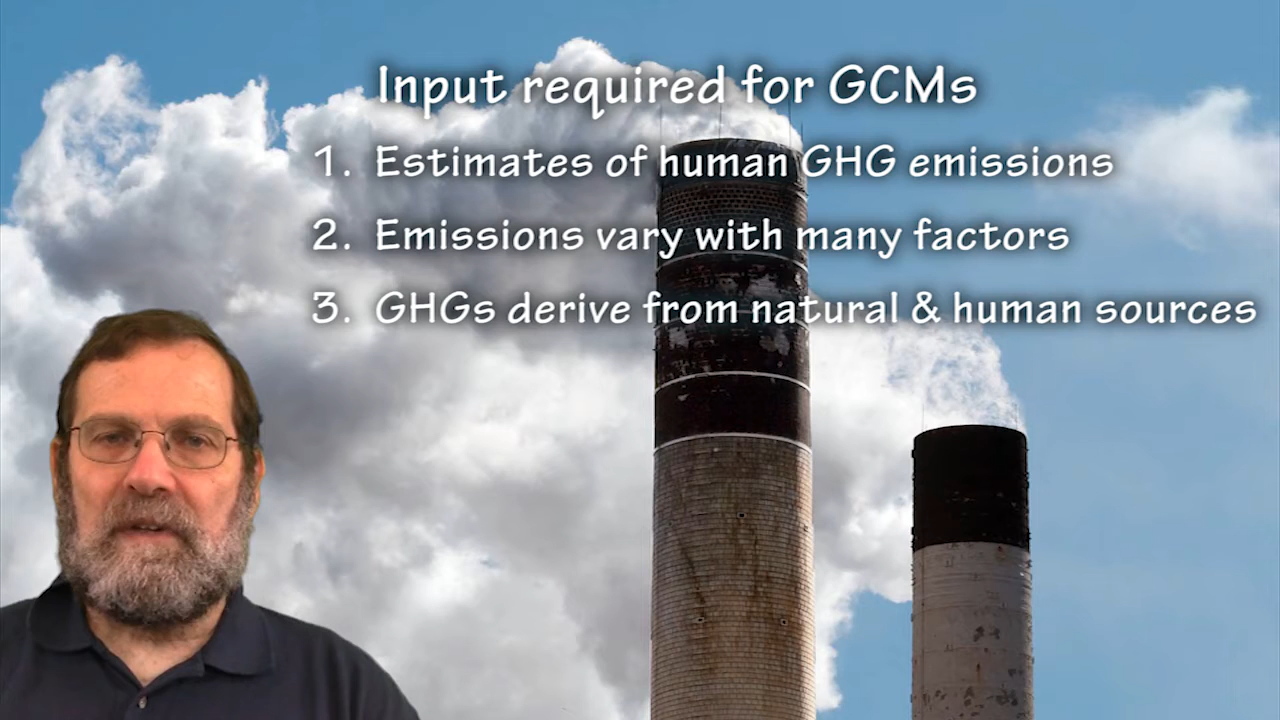 Input required for GCMs
1. Estimates of human GHG emissions
2. Emissions vary with many factors
3. GHGs derive from natural & human sources